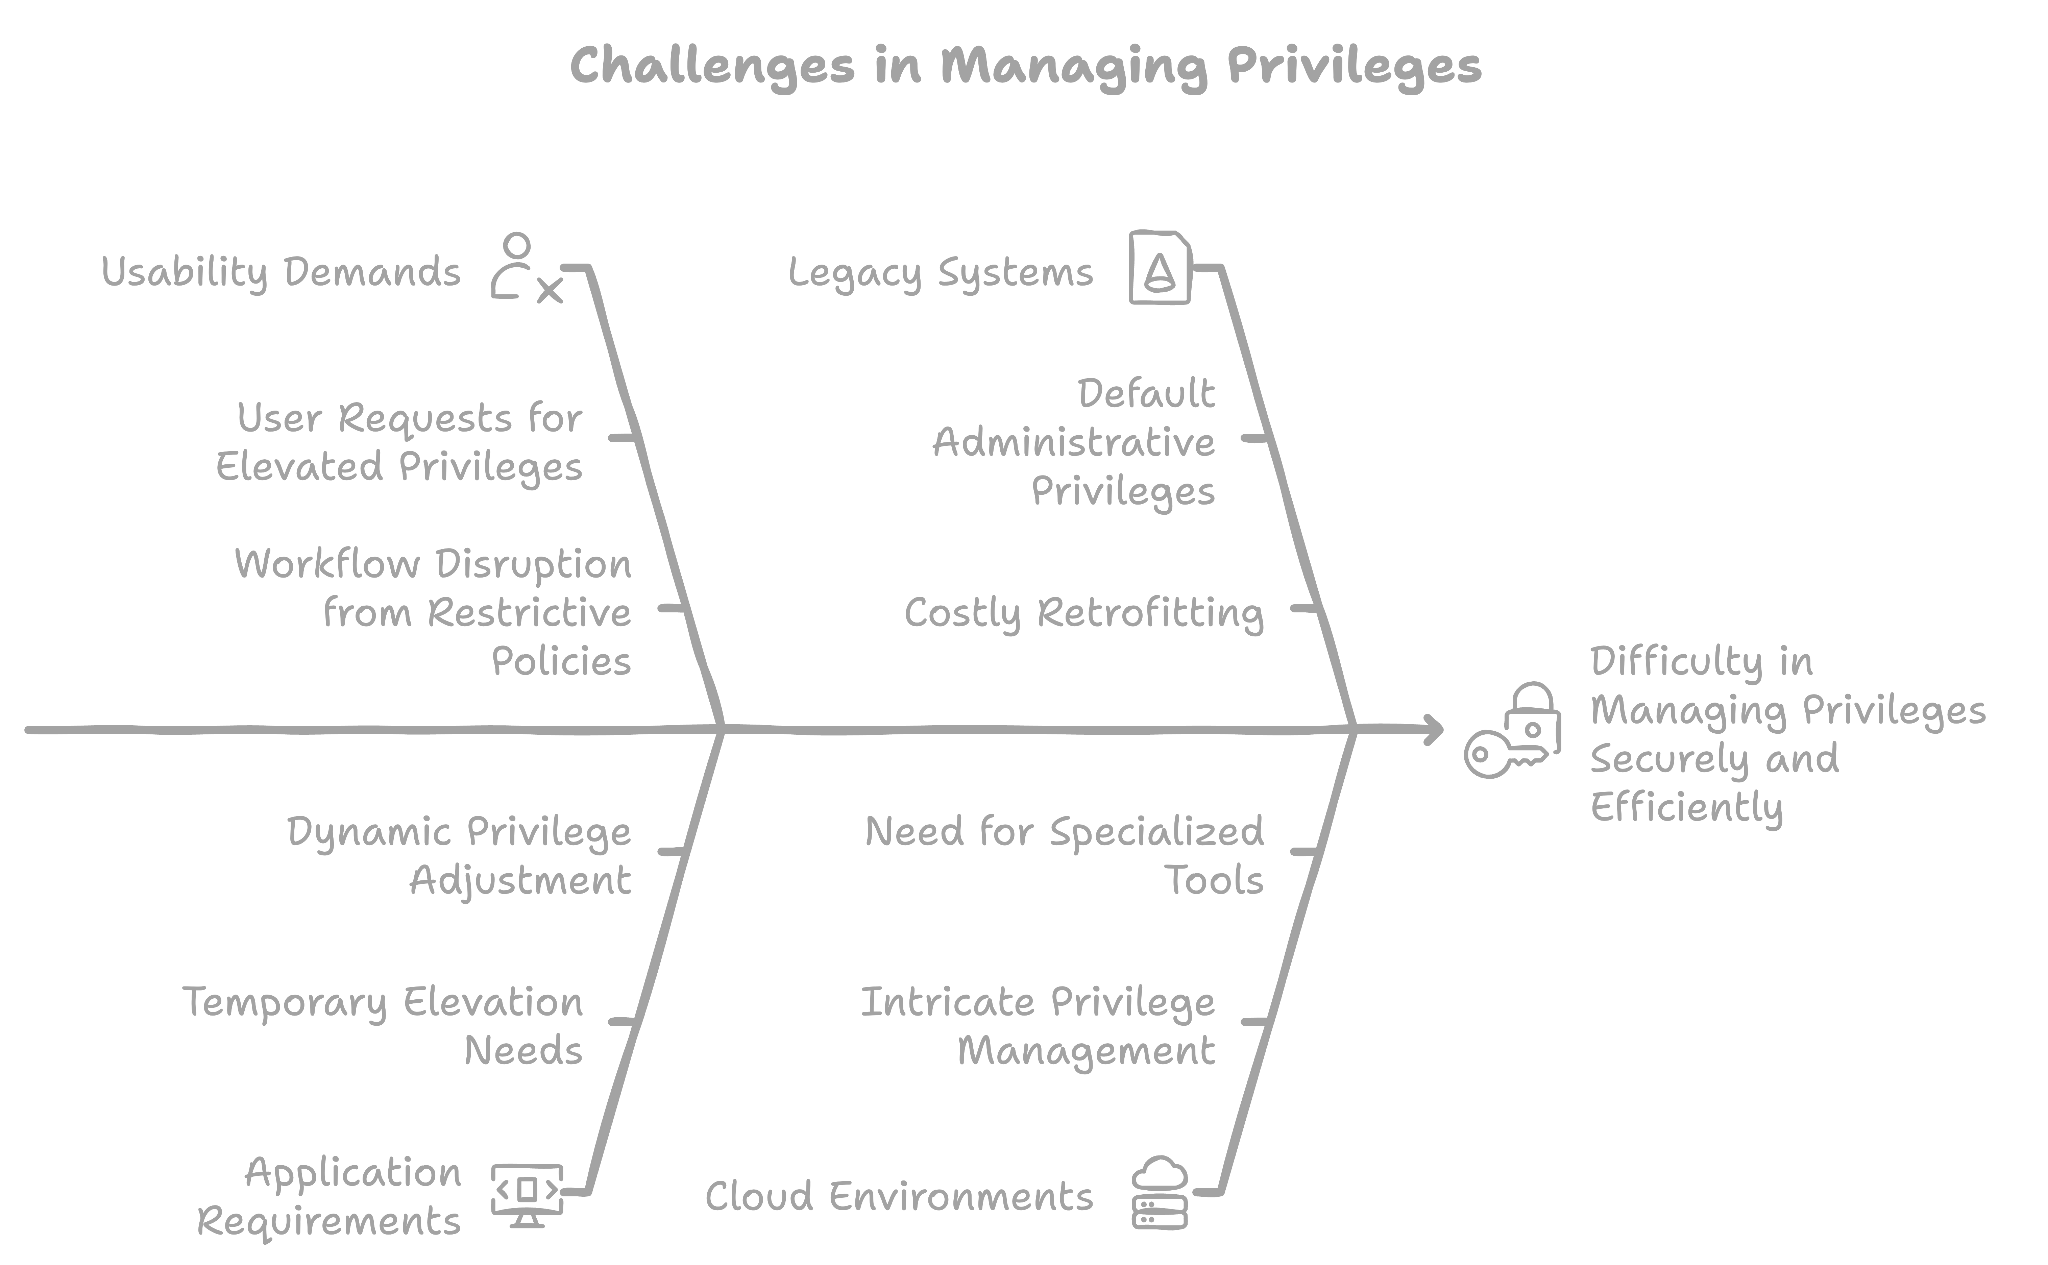 Challenges in Managing Privileges
Usability Demands
User Requests for
Elevated Privileges
Workflow Disruption
from Restrictive
Policies
Legacy Systems
Default
Administrative
Privileges
Costly Retrofitting
Difficulty in
Managing Privileges
Securely and
Efficiently
Dynamic Privilege
Adjustment
Temporary Elevation
Needs
Application
Requirements
Need for Specialized
Tools
Intricate Privilege
Management
Cloud Environments